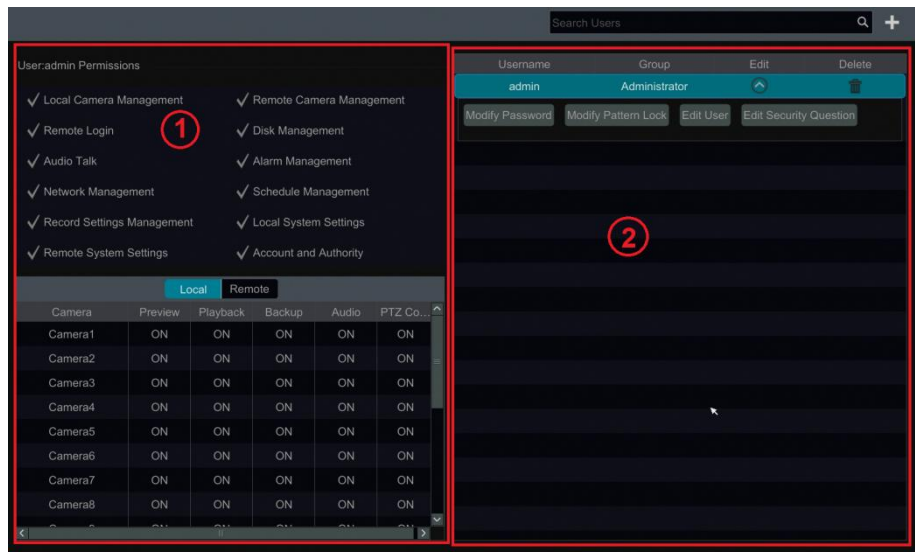 Search Users
User:admin Permissions
Local Camera Management Remote Camera Management
Remote Login Disk Management
Audio Talk Alarm Management
Network Management Schedule Management
Record Settings Management Local System Settings
Remote System Settings Account and Authority
1
Local Remote
Camera Preview Playback Backup Audio PTZ Co...
Camera1 ON ON ON ON ON
Camera2 ON ON ON ON ON
Camera3 ON ON ON ON ON
Camera4 ON ON ON ON ON
Camera5 ON ON ON ON ON
Camera6 ON ON ON ON ON
Camera7 ON ON ON ON ON
Camera8 ON ON ON ON ON
Username Group Edit Delete
admin Administrator
Modify Password Modify Pattern Lock Edit User Edit Security Question
2